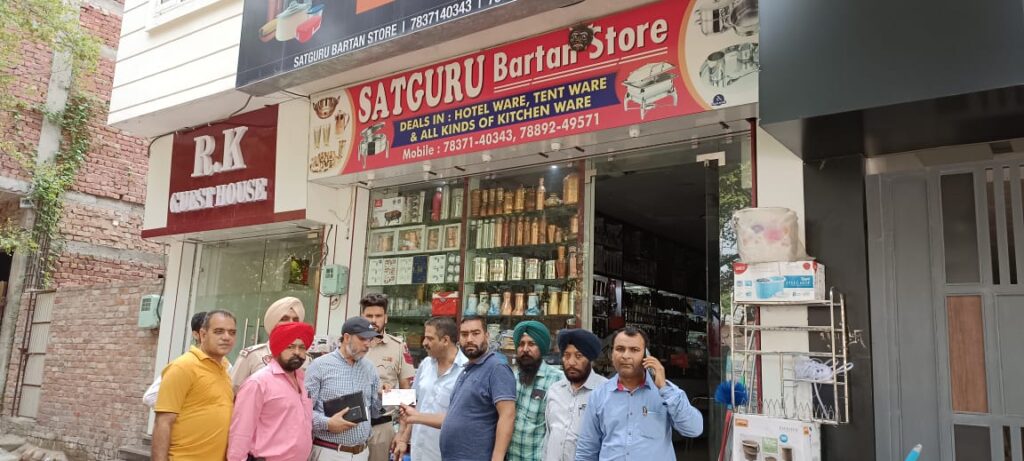 SATGURU BARTAN STORE | 7837140343 |
SATGURU Bartan Store
DEALS IN : HOTEL WARE, TENT WARE
& ALL KINDS OF KITCHEN WARE
Mobile : 78371-40343, 78892-49571
R.K
GUEST HOUSE